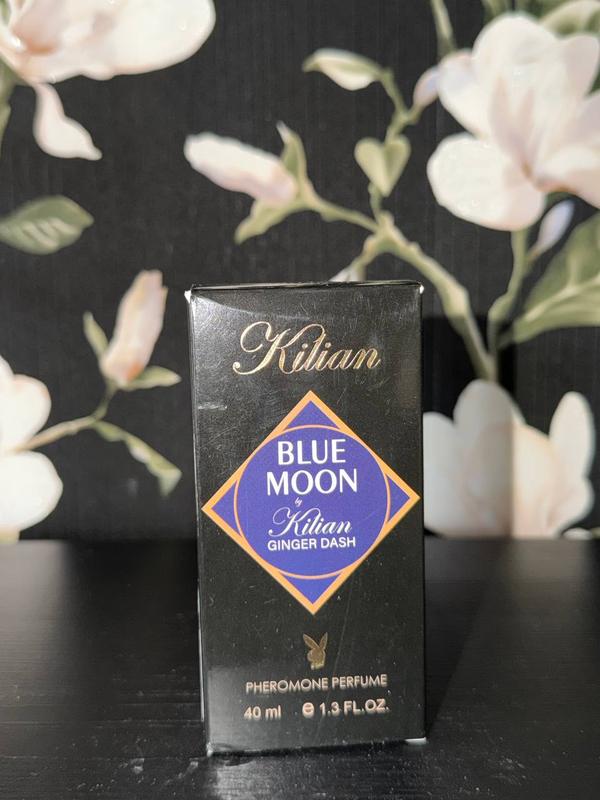 Kilian
BLUE
MOON
by
Kilian
GINGER DASH
PHEROMONE PERFUME
40 ml ℮ 1.3 FL.OZ.